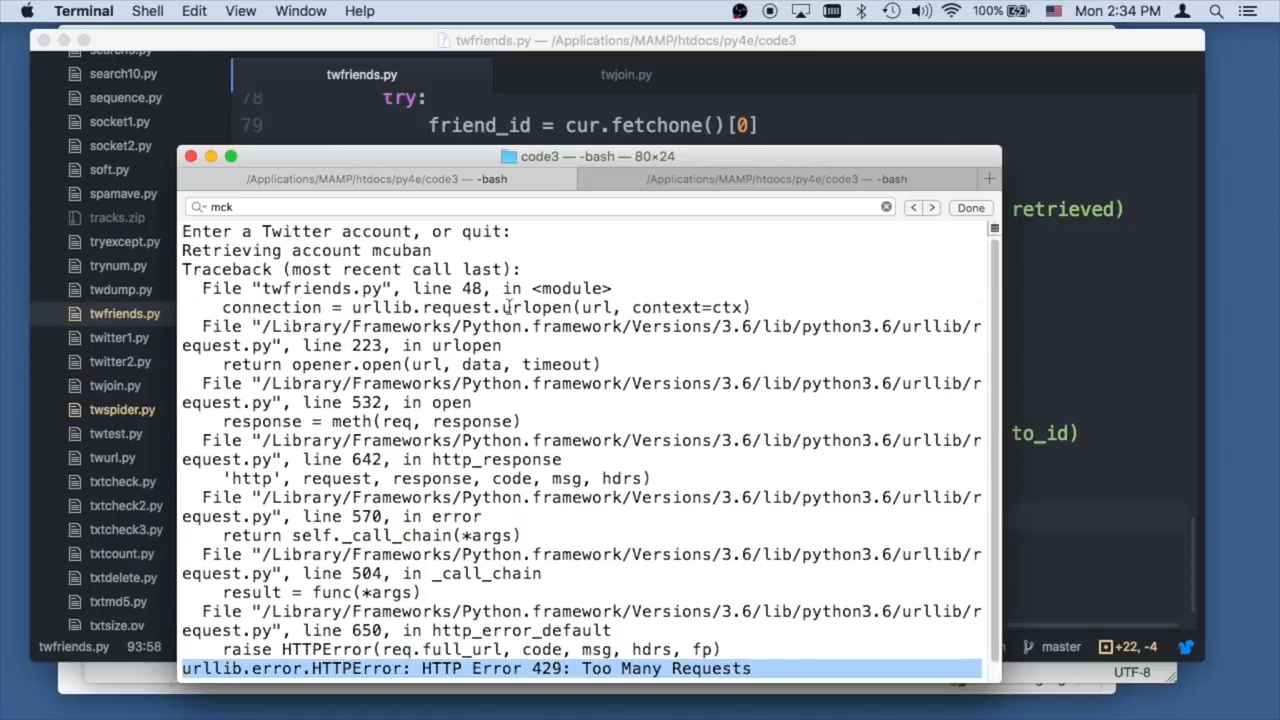 Terminal Shell Edit View Window Help 100% Mon 2:34 PM
twfriends.py — /Applications/MAMP/htdocs/py4e/code3
search10.py
sequence.py
socket1.py
socket2.py
soft.py
spamave.py
tracks.zip
tryexcept.py
trynum.py
twdump.py
twfriends.py
twitter1.py
twitter2.py
twjoin.py
twspider.py
twtest.py
twurl.py
txtcheck.py
txtcheck2.py
txtcheck3.py
txtcount.py
txtdelete.py
txtmd5.py
txtsize.py
twfriends.py twjoin.py
78 try:
79 friend_id = cur.fetchone()[0]
retrieved)
to_id)
code3 — -bash — 80×24
/Applications/MAMP/htdocs/py4e/code3 — -bash /Applications/MAMP/htdocs/py4e/code3 — -bash
mck Done
Enter a Twitter account, or quit:
Retrieving account mcuban
Traceback (most recent call last):
File "twfriends.py", line 48, in <module>
connection = urllib.request.urlopen(url, context=ctx)
File "/Library/Frameworks/Python.framework/Versions/3.6/lib/python3.6/urllib/r
equest.py", line 223, in urlopen
return opener.open(url, data, timeout)
File "/Library/Frameworks/Python.framework/Versions/3.6/lib/python3.6/urllib/r
equest.py", line 532, in open
response = meth(req, response)
File "/Library/Frameworks/Python.framework/Versions/3.6/lib/python3.6/urllib/r
equest.py", line 642, in http_response
'http', request, response, code, msg, hdrs)
File "/Library/Frameworks/Python.framework/Versions/3.6/lib/python3.6/urllib/r
equest.py", line 570, in error
return self._call_chain(*args)
File "/Library/Frameworks/Python.framework/Versions/3.6/lib/python3.6/urllib/r
equest.py", line 504, in _call_chain
result = func(*args)
File "/Library/Frameworks/Python.framework/Versions/3.6/lib/python3.6/urllib/r
equest.py", line 650, in http_error_default
raise HTTPError(req.full_url, code, msg, hdrs, fp)
urllib.error.HTTPError: HTTP Error 429: Too Many Requests
twfriends.py 93:58 master +22, -4
UTF-8